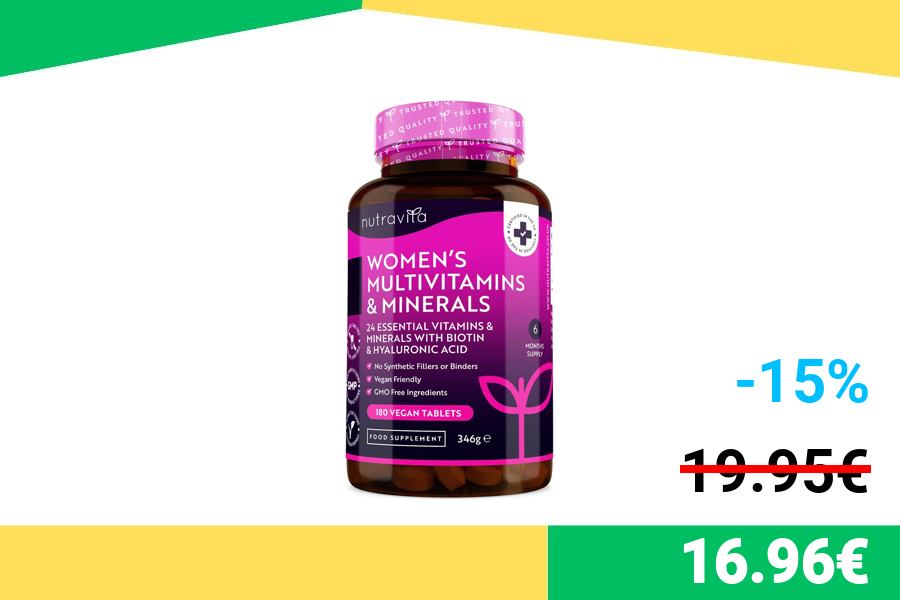 TRUSTED QUALITY
TRUSTED QUALITY
TRUSTED QUALITY
nutravita
WOMEN'S
MULTIVITAMINS
& MINERALS
24 ESSENTIAL VITAMINS &
MINERALS WITH BIOTIN
& HYALURONIC ACID
6
MONTHS
SUPPLY
No Synthetic Fillers or Binders
Vegan Friendly
GMO Free Ingredients
GMP
180 VEGAN TABLETS
FOOD SUPPLEMENT
346g e
-15%
19.95€
16.96€